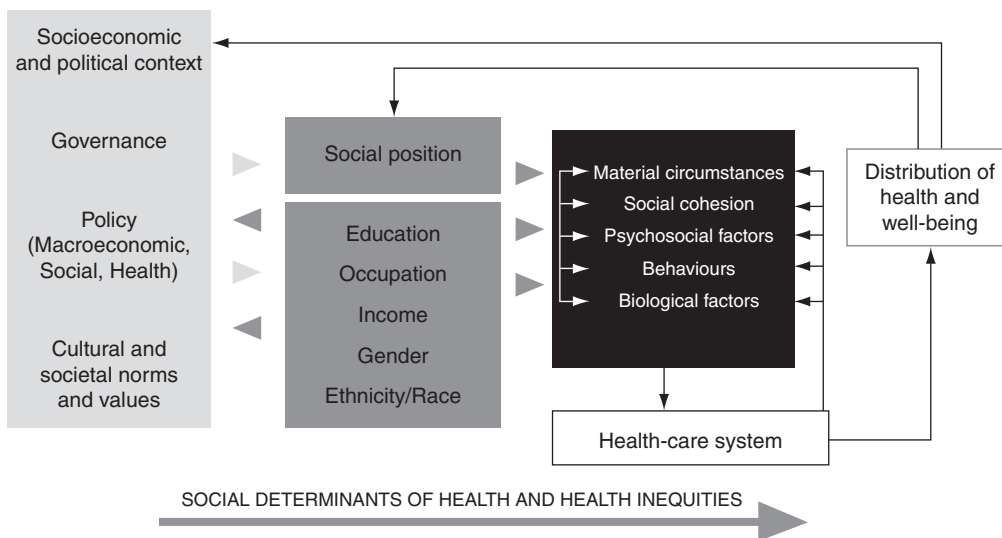 Socioeconomic
and political context
Governance
Policy
(Macroeconomic,
Social, Health)
Cultural and
societal norms
and values
Social position
Education
Occupation
Income
Gender
Ethnicity/Race
Material circumstances
Social cohesion
Psychosocial factors
Behaviours
Biological factors
Health-care system
Distribution of
health and
well-being
SOCIAL DETERMINANTS OF HEALTH AND HEALTH INEQUITIES